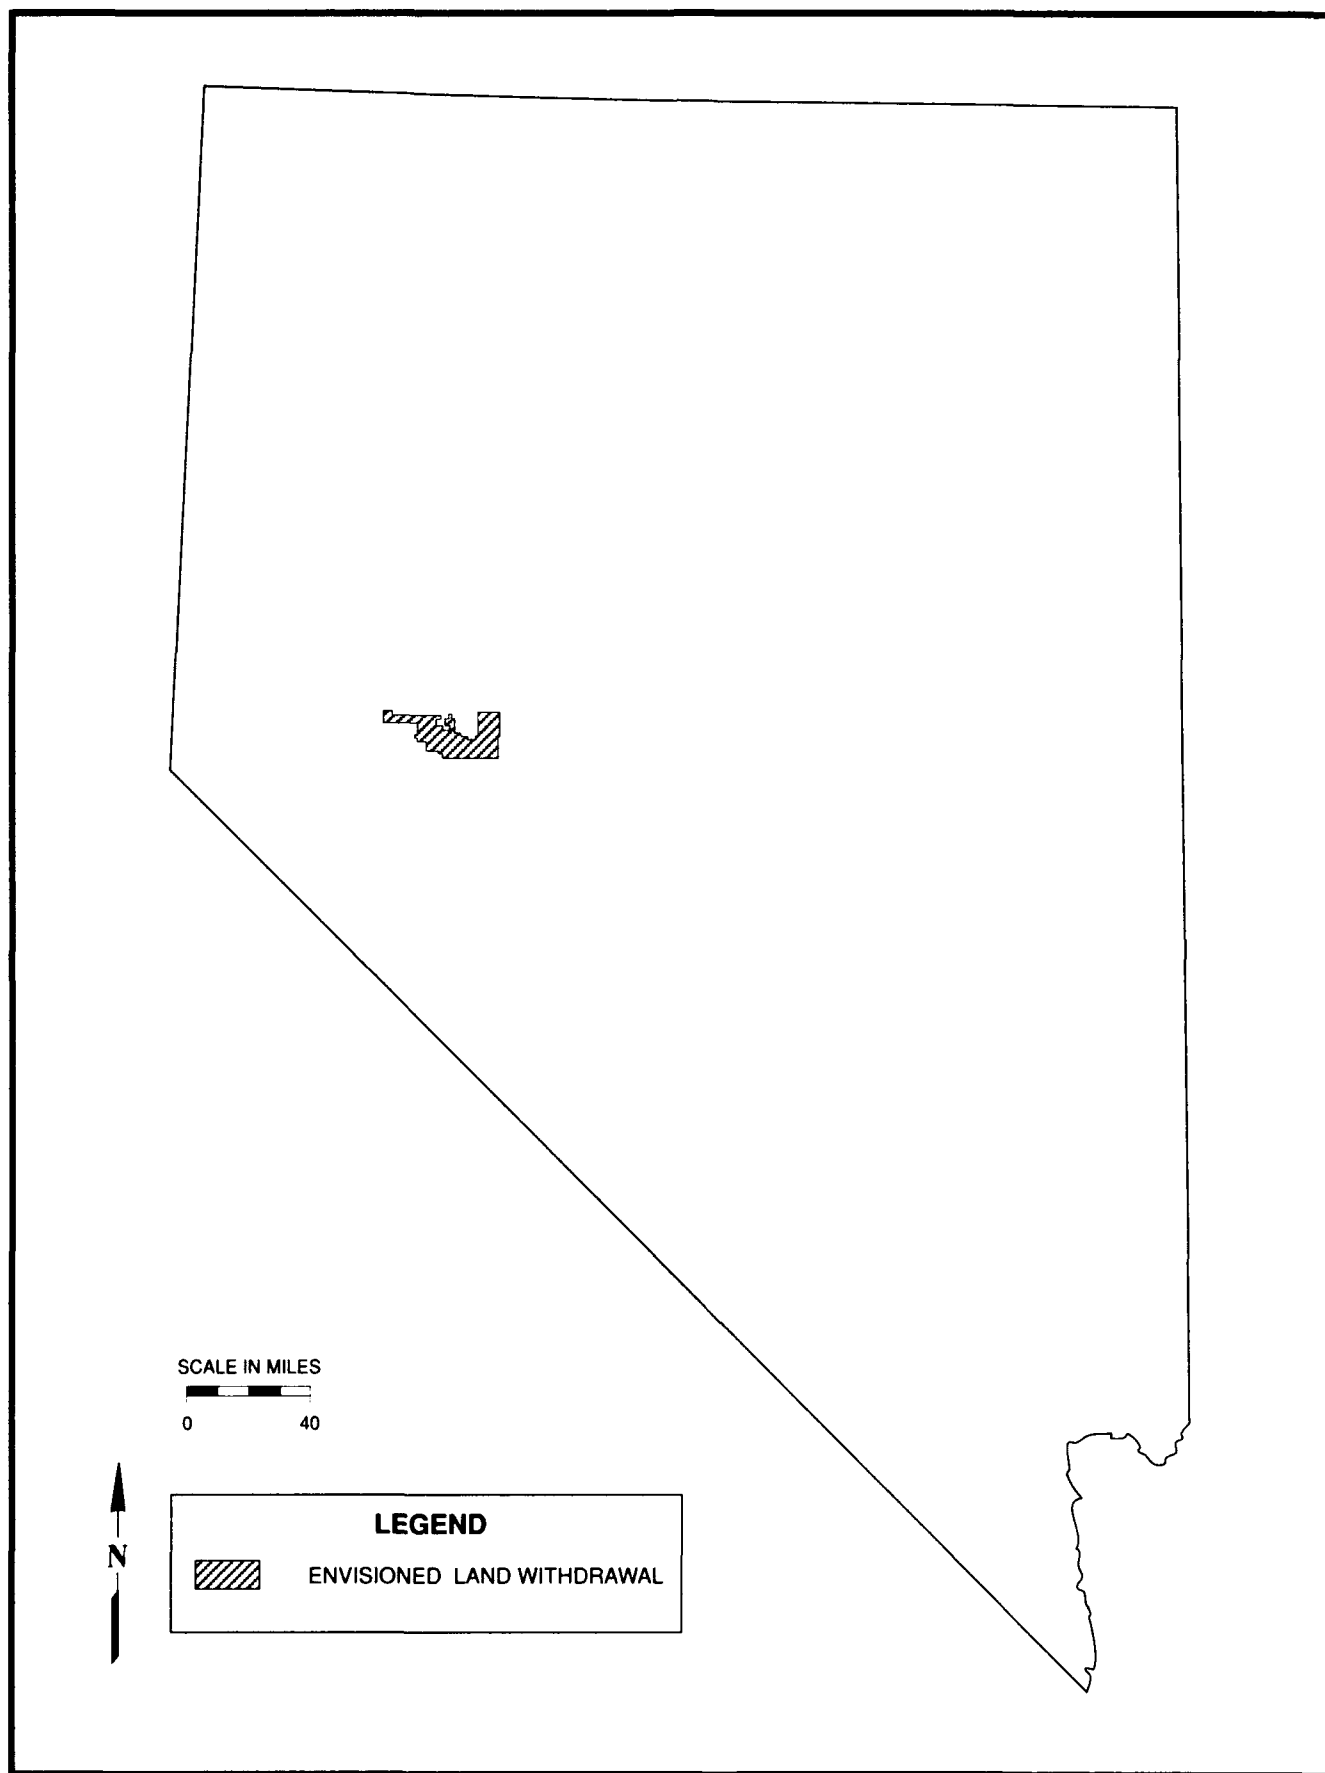 SCALE IN MILES
0 40
N
LEGEND
ENVISIONED LAND WITHDRAWAL